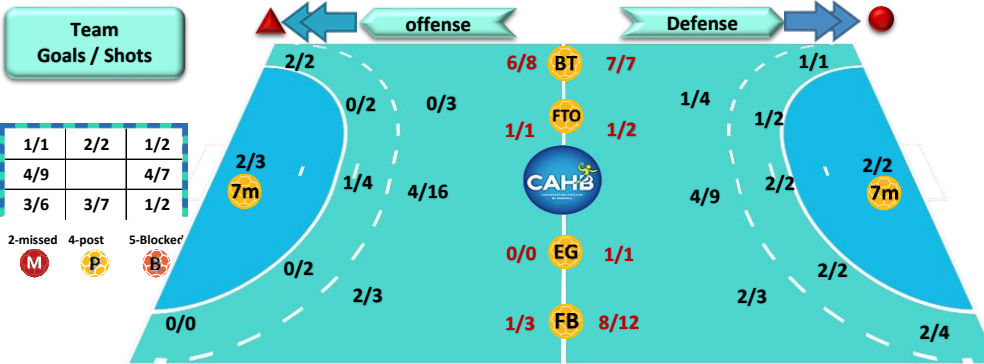 Team
Goals / Shots
offense
Defense
2/2
6/8 BT 7/7
1/1
0/2
0/3
1/4
1/1 FTO 1/2
1/2
1/1 2/2 1/2
4/9 4/7
3/6 3/7 1/2
2/3
7m
1/4
4/16
CAHB
4/9
2/2
2/2
7m
2-missed 4-post 5-Blocked
M P B
0/2
0/0 EG 1/1
2/2
2/3
2/3
0/0
1/3 FB 8/12
2/4